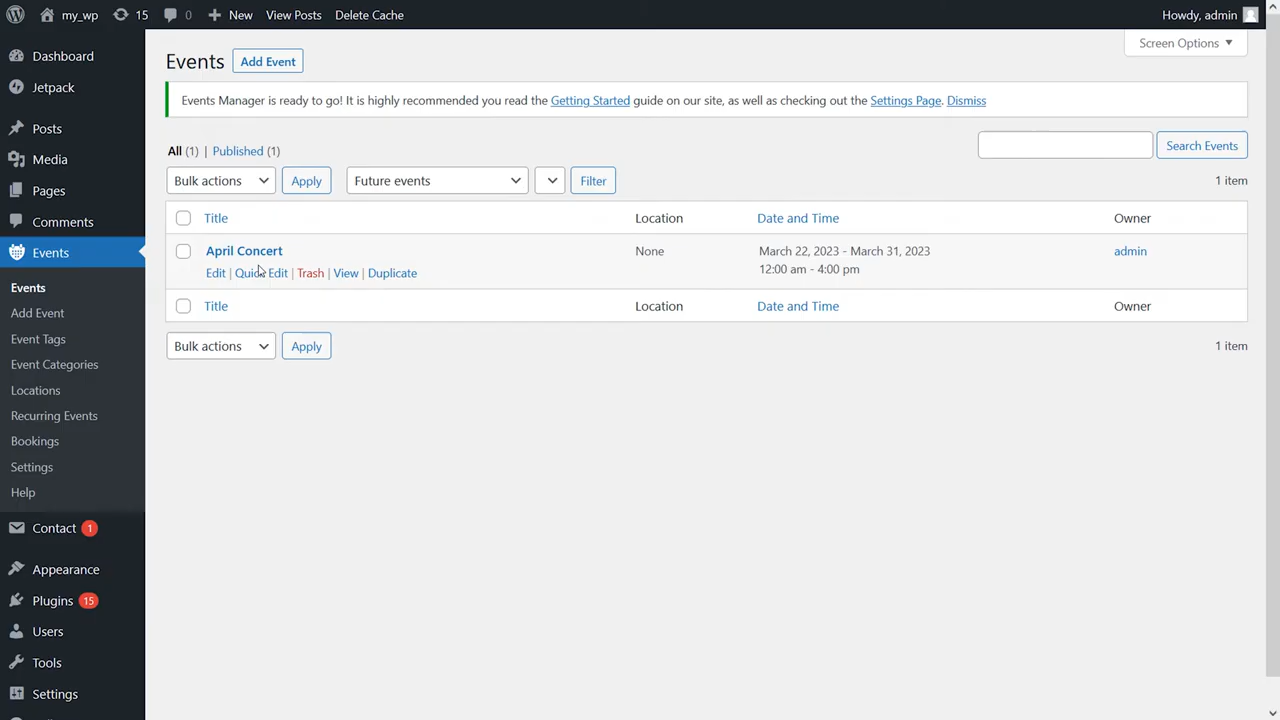 my_wp 15 0 New View Posts Delete Cache Howdy, admin
Dashboard
Jetpack
Posts
Media
Pages
Comments
Events
Events
Add Event
Event Tags
Event Categories
Locations
Recurring Events
Bookings
Settings
Help
Contact 1
Appearance
Plugins 15
Users
Tools
Settings
Screen Options
Events Add Event
Events Manager is ready to go! It is highly recommended you read the Getting Started guide on our site, as well as checking out the Settings Page. Dismiss
All (1) | Published (1)
Search Events
Bulk actions Apply Future events Filter 1 item
Title Location Date and Time Owner
April Concert None March 22, 2023 - March 31, 2023 admin
12:00 am - 4:00 pm
Edit | Quick Edit | Trash | View | Duplicate
Title Location Date and Time Owner
Bulk actions Apply 1 item